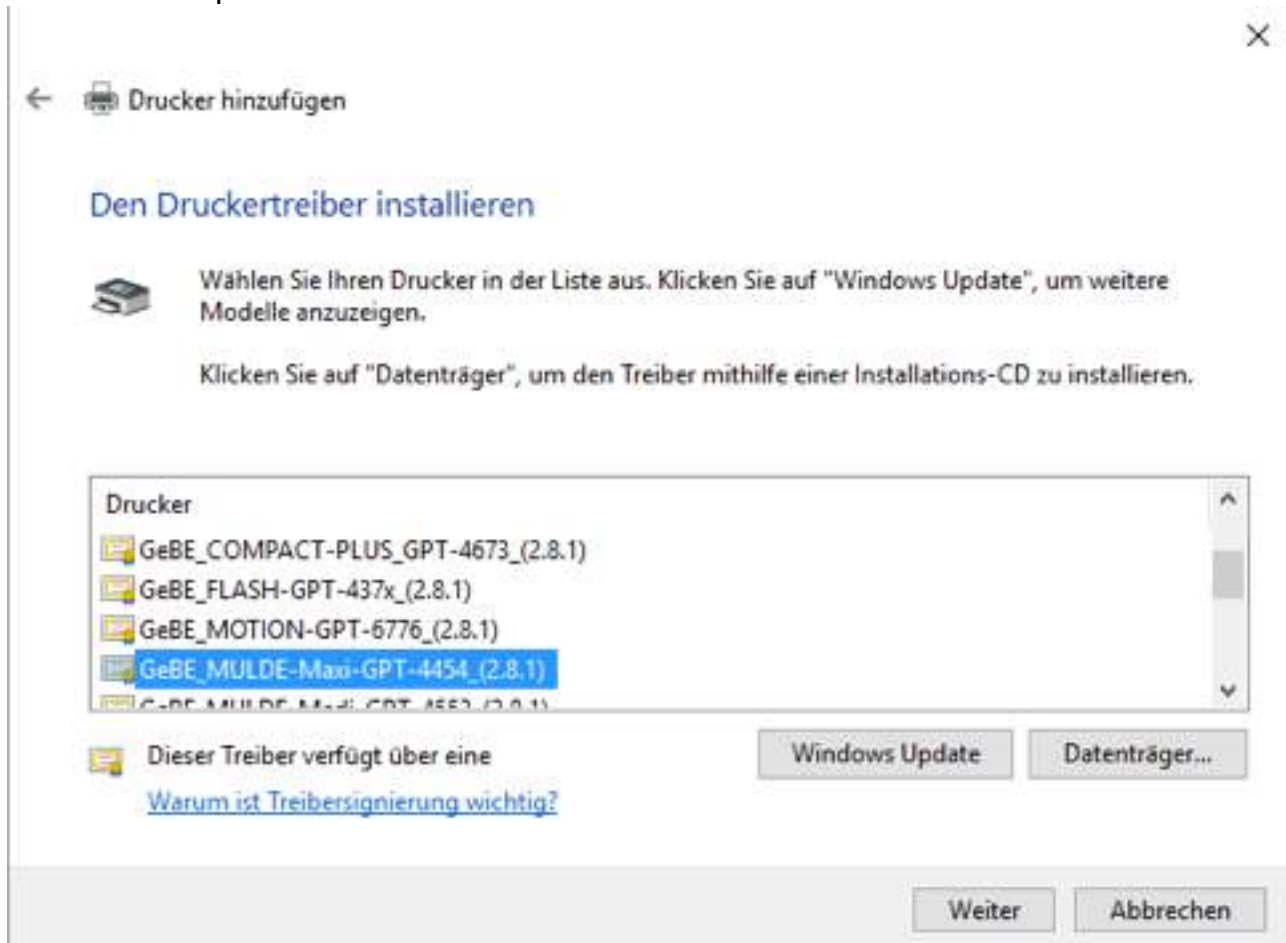 Drucker hinzufügen
Den Druckertreiber installieren
Wählen Sie Ihren Drucker in der Liste aus. Klicken Sie auf "Windows Update", um weitere
Modelle anzuzeigen.
Klicken Sie auf "Datenträger", um den Treiber mithilfe einer Installations-CD zu installieren.
Drucker
GeBE_COMPACT-PLUS_GPT-4673_(2.8.1)
GeBE_FLASH-GPT-437x_(2.8.1)
GeBE_MOTION-GPT-6776_(2.8.1)
GeBE_MULDE-Maxi-GPT-4454_(2.8.1)
Dieser Treiber verfügt über eine
Windows Update
Datenträger...
Warum ist Treibersignierung wichtig?
Weiter
Abbrechen